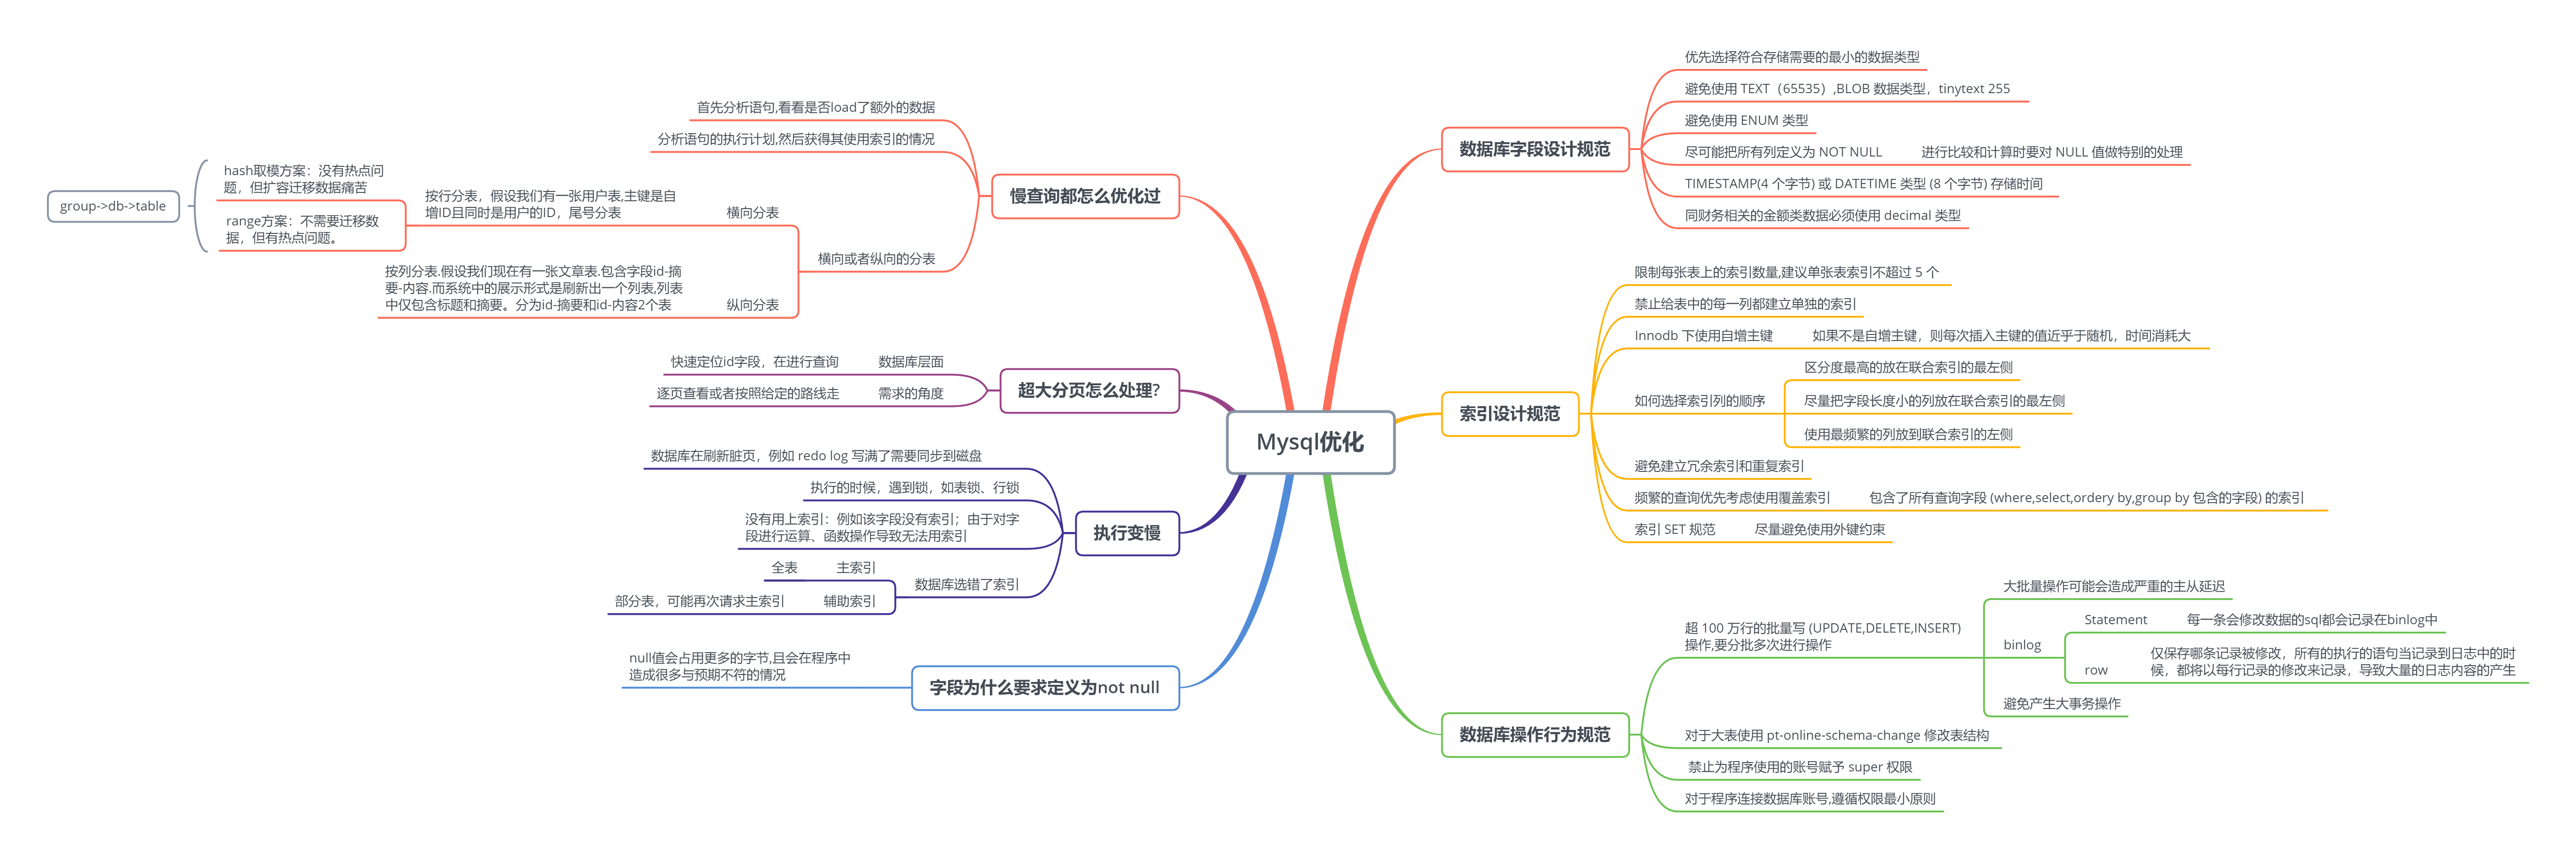 Mysql优化
数据库字段设计规范
优先选择符合存储需要的最小的数据类型
避免使用 TEXT（65535）,BLOB 数据类型，tinytext 255
避免使用 ENUM 类型
尽可能把所有列定义为 NOT NULL
进行比较和计算时要对 NULL 值做特别的处理
TIMESTAMP(4 个字节) 或 DATETIME 类型 (8 个字节) 存储时间
同财务相关的金额类数据必须使用 decimal 类型
索引设计规范
限制每张表上的索引数量,建议单张表索引不超过 5 个
禁止给表中的每一列都建立单独的索引
Innodb 下使用自增主键
如果不是自增主键，则每次插入主键的值近乎于随机，时间消耗大
如何选择索引列的顺序
区分度最高的放在联合索引的最左侧
尽量把字段长度小的列放在联合索引的最左侧
使用最频繁的列放到联合索引的左侧
避免建立冗余索引和重复索引
频繁的查询优先考虑使用覆盖索引
包含了所有查询字段 (where,select,ordery by,group by 包含的字段) 的索引
索引 SET 规范
尽量避免使用外键约束
数据库操作行为规范
超 100 万行的批量写 (UPDATE,DELETE,INSERT)
操作,要分批多次进行操作
大批量操作可能会造成严重的主从延迟
binlog
Statement
每一条会修改数据的sql都会记录在binlog中
row
仅保存哪条记录被修改，所有的执行的语句当记录到日志中的时
候，都将以每行记录的修改来记录，导致大量的日志内容的产生
避免产生大事务操作
对于大表使用 pt-online-schema-change 修改表结构
禁止为程序使用的账号赋予 super 权限
对于程序连接数据库账号,遵循权限最小原则
慢查询都怎么优化过
首先分析语句,看看是否load了额外的数据
分析语句的执行计划,然后获得其使用索引的情况
横向或者纵向的分表
横向分表
按行分表，假设我们有一张用户表,主键是自
增ID且同时是用户的ID，尾号分表
hash取模方案：没有热点问
题，但扩容迁移数据痛苦
range方案：不需要迁移数
据，但有热点问题。
group->db->table
纵向分表
按列分表.假设我们现在有一张文章表.包含字段id-摘
要-内容.而系统中的展示形式是刷新出一个列表,列表
中仅包含标题和摘要。分为id-摘要和id-内容2个表
超大分页怎么处理?
数据库层面
快速定位id字段，在进行查询
需求的角度
逐页查看或者按照给定的路线走
执行变慢
数据库在刷新脏页，例如 redo log 写满了需要同步到磁盘
执行的时候，遇到锁，如表锁、行锁
没有用上索引：例如该字段没有索引；由于对字
段进行运算、函数操作导致无法用索引
数据库选错了索引
主索引
全表
辅助索引
部分表，可能再次请求主索引
字段为什么要求定义为not null
null值会占用更多的字节,且会在程序中
造成很多与预期不符的情况